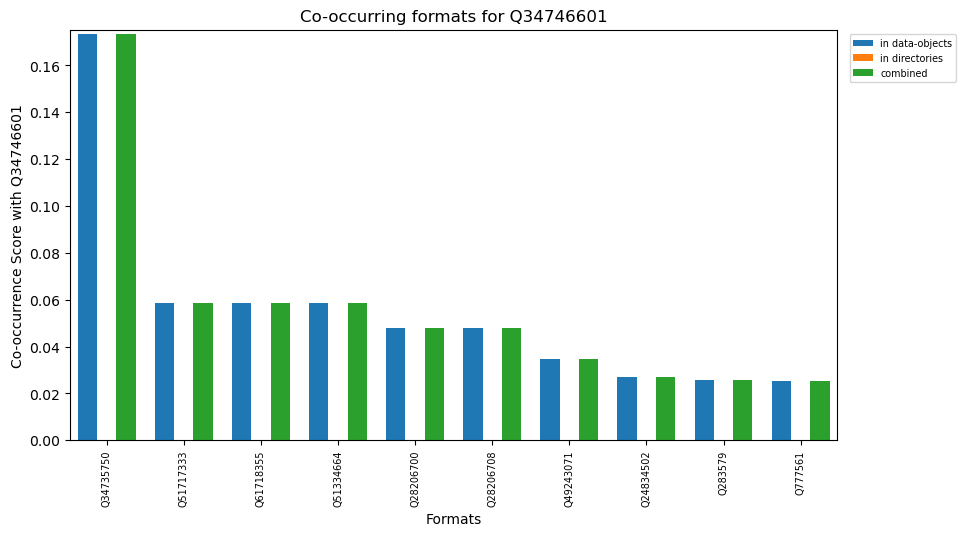 Co-occurring formats for Q34746601
Co-occurrence Score with Q34746601
0.16
0.14
0.12
0.10
0.08
0.06
0.04
0.02
0.00
Q34735750
Q51717333
Q61718355
Q51334664
Q28206700
Q28206708
Q49243071
Q24834502
Q283579
Q777561
Formats
in data-objects
in directories
combined